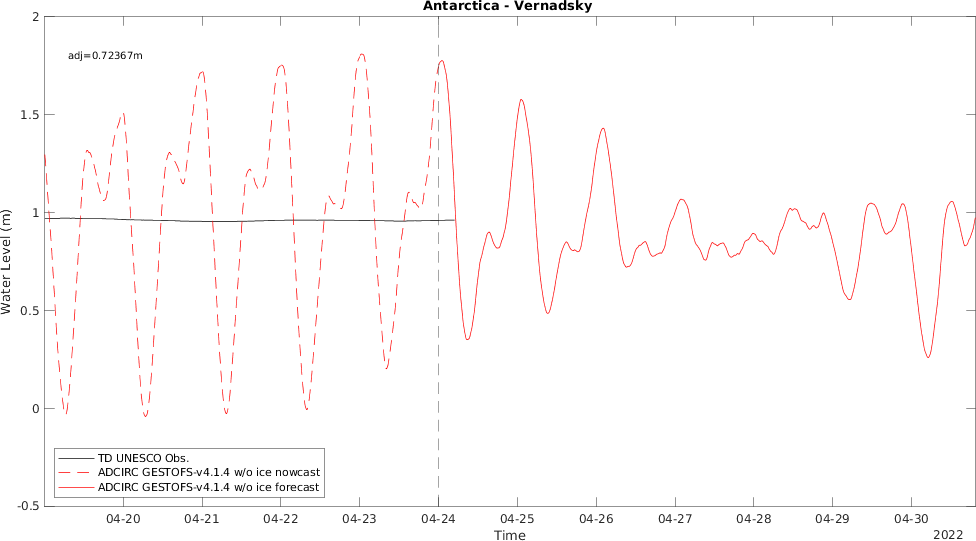 Antarctica - Vernadsky
adj=0.72367m
Water Level (m)
2
1.5
1
0.5
0
-0.5
TD UNESCO Obs.
ADCIRC GESTOFS-v4.1.4 w/o ice nowcast
ADCIRC GESTOFS-v4.1.4 w/o ice forecast
04-20 04-21 04-22 04-23 04-24 04-25 04-26 04-27 04-28 04-29 04-30
Time
2022